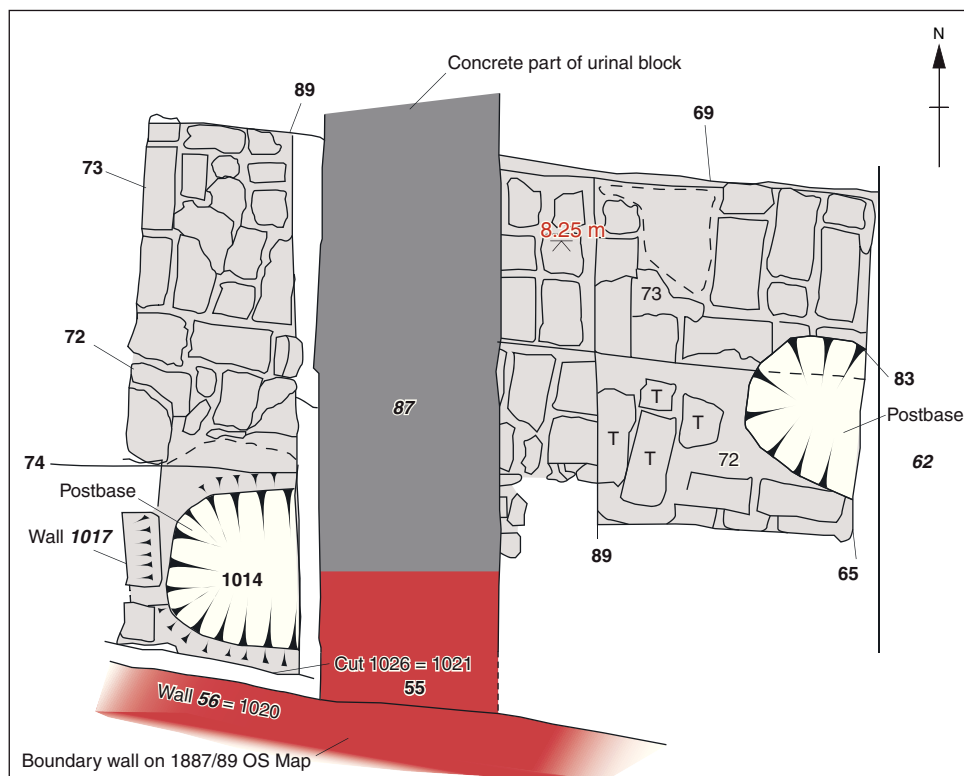 N
Concrete part of urinal block
89
69
73
8.25 m
73
72
83
87
Postbase
T
T
T
T
72
62
74
Postbase
Wall 1017
89
1014
65
Cut 1026 = 1021
55
Wall 56 = 1020
Boundary wall on 1887/89 OS Map